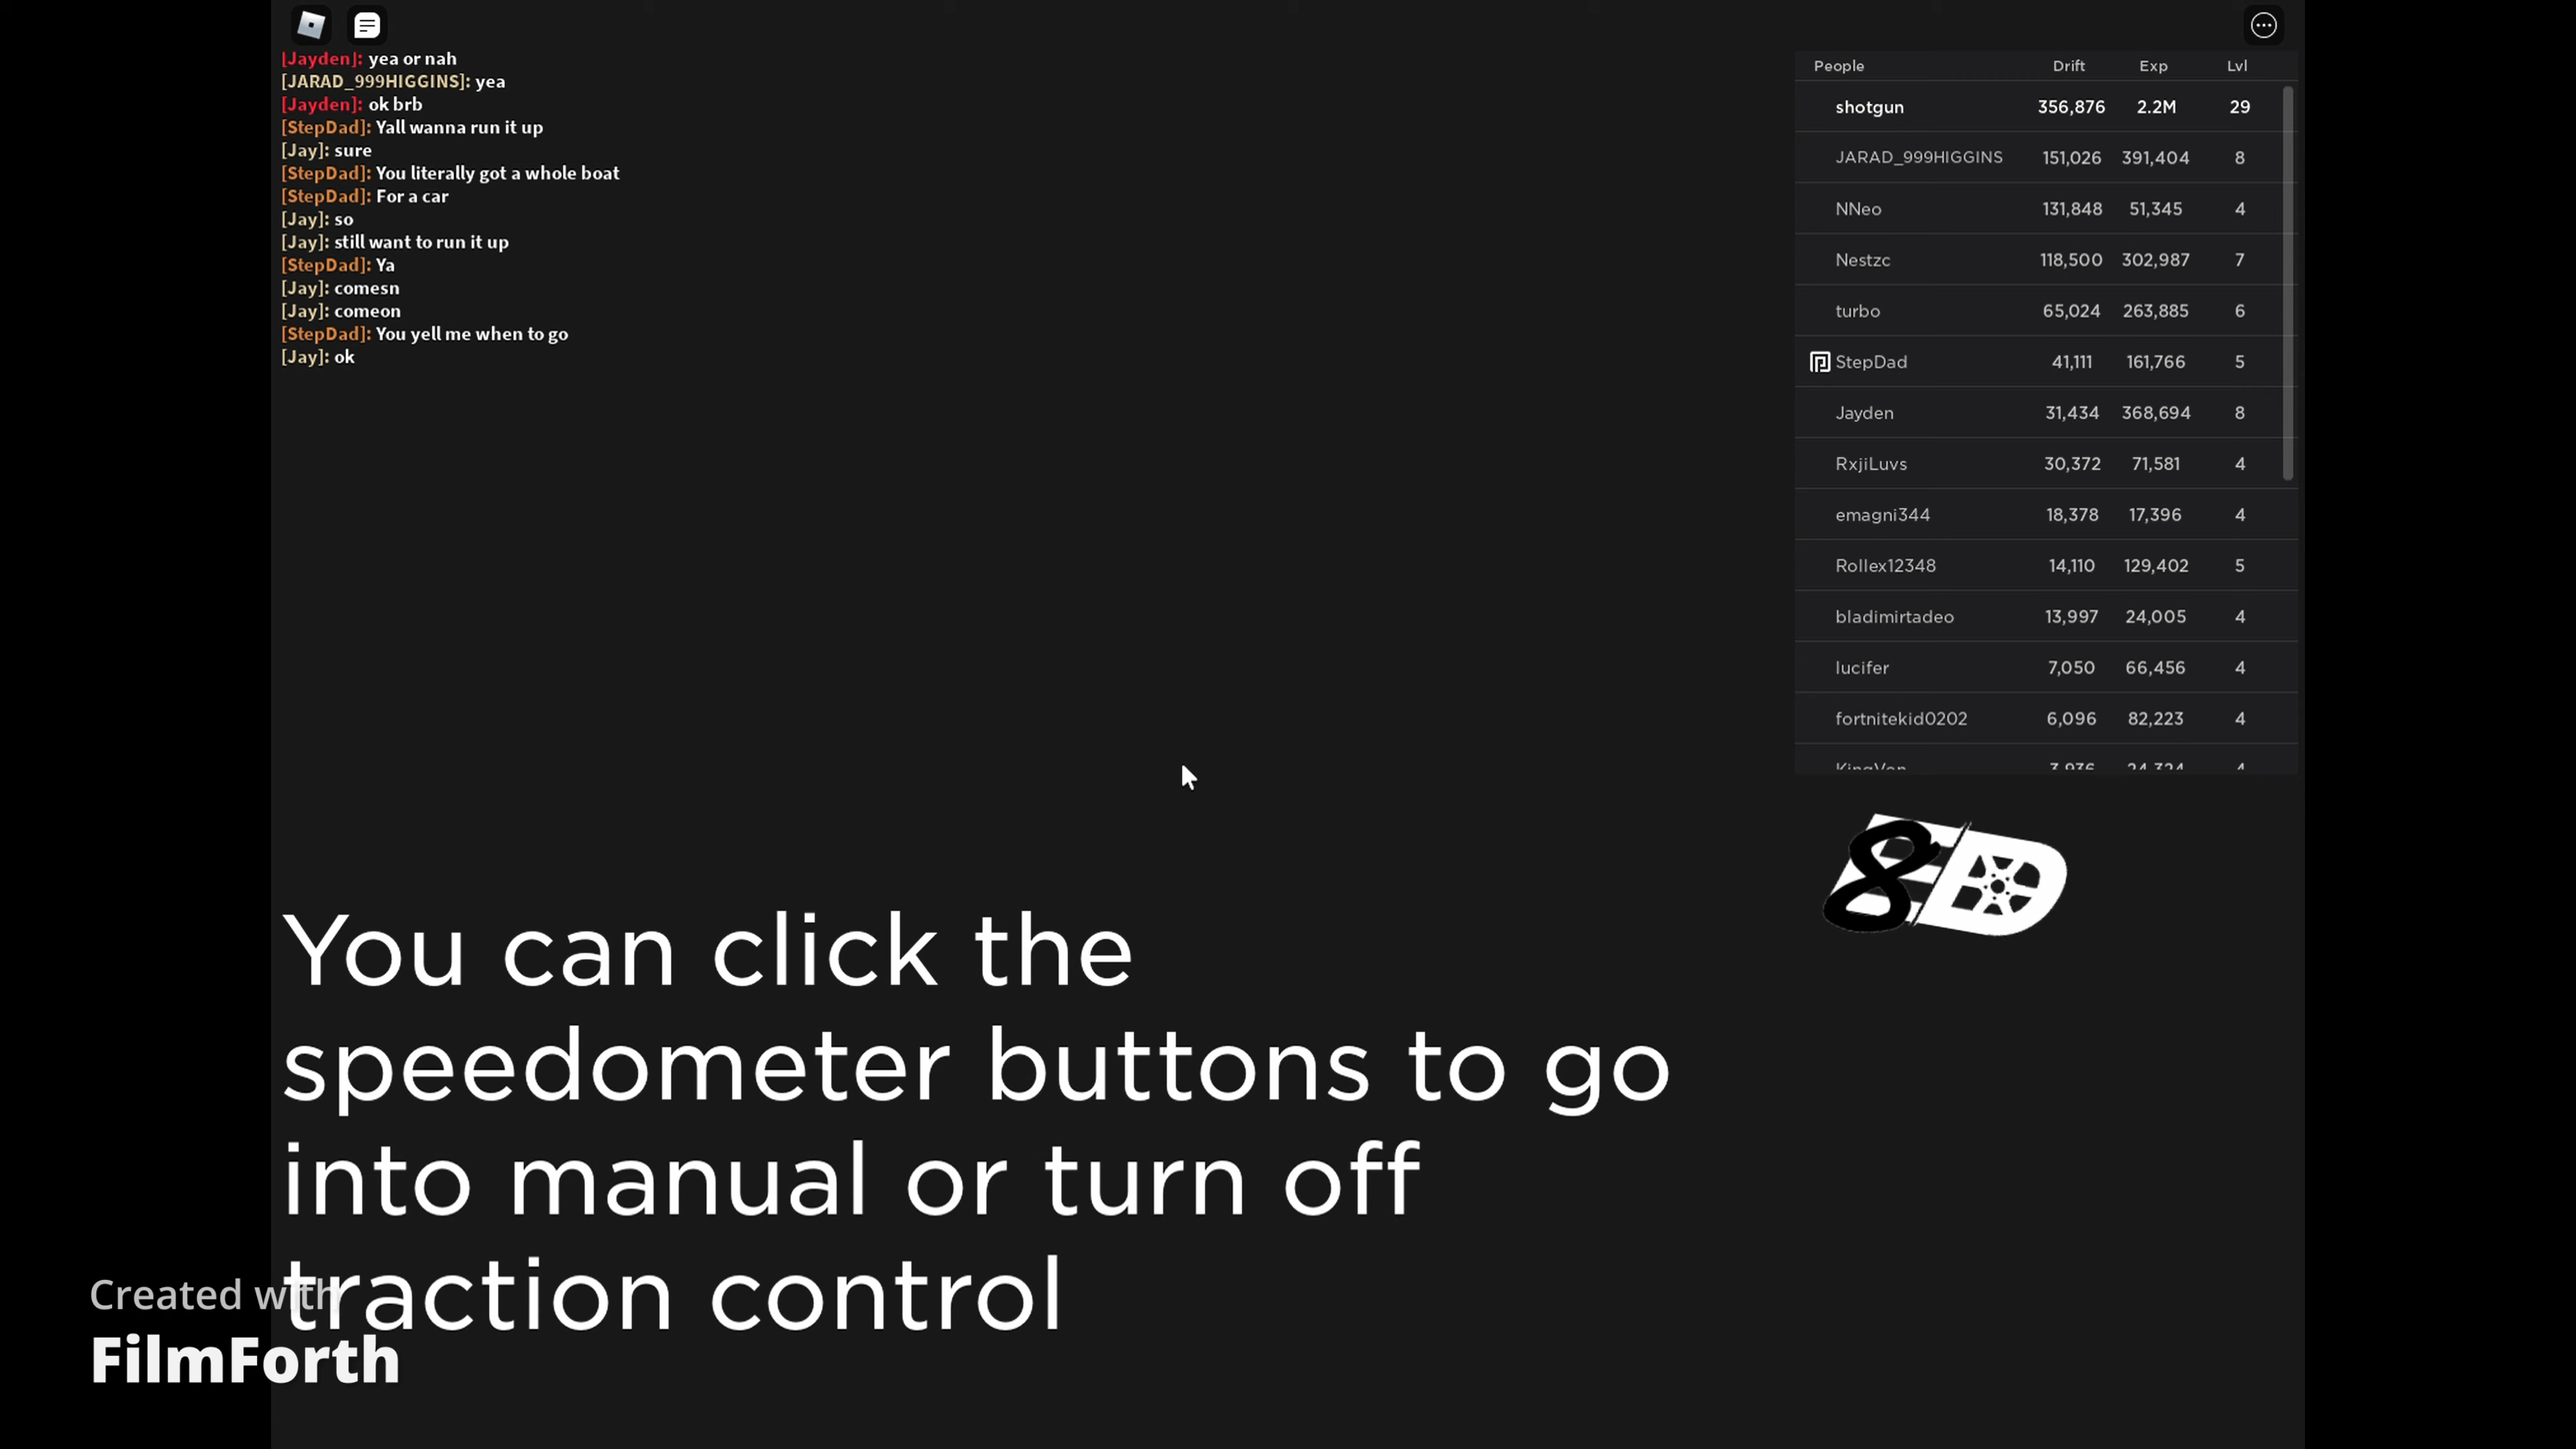 [Jayden]: yea or nah
[JARAD_999HIGGINS]: yea
[Jayden]: ok brb
[StepDad]: Yall wanna run it up
[Jay]: sure
[StepDad]: You literally got a whole boat
[StepDad]: For a car
[Jay]: so
[Jay]: still want to run it up
[StepDad]: Ya
[Jay]: comesn
[Jay]: comeon
[StepDad]: You yell me when to go
[Jay]: ok
People Drift Exp Lvl
shotgun 356,876 2.2M 29
JARAD_999HIGGINS 151,026 391,404 8
NNeo 131,848 51,345 4
Nestzc 118,500 302,987 7
turbo 65,024 263,885 6
StepDad 41,111 161,766 5
Jayden 31,434 368,694 8
RxjiLuvs 30,372 71,581 4
emagni344 18,378 17,396 4
Rollex12348 14,110 129,402 5
bladimirtadeo 13,997 24,005 4
lucifer 7,050 66,456 4
fortnitekid0202 6,096 82,223 4
KingVon 3,936 24,324 4
8D
You can click the
speedometer buttons to go
into manual or turn off
traction control
Created with
FilmForth